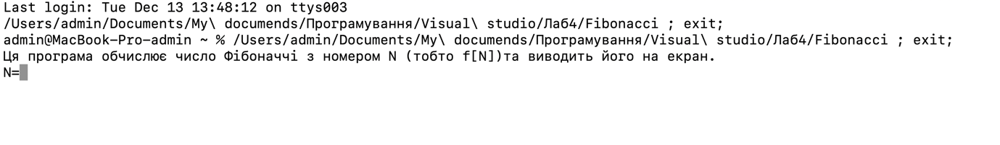 Last login: Tue Dec 13 13:48:12 on ttys003
/Users/admin/Documents/My\ documends/Програмування/Visual\ studio/Лаб4/Fibonacci ; exit;
admin@MacBook-Pro-admin ~ % /Users/admin/Documents/My\ documends/Програмування/Visual\ studio/Лаб4/Fibonacci ; exit;
Ця програма обчислює число Фібоначчі з номером N (тобто f[N])та виводить його на екран.
N=